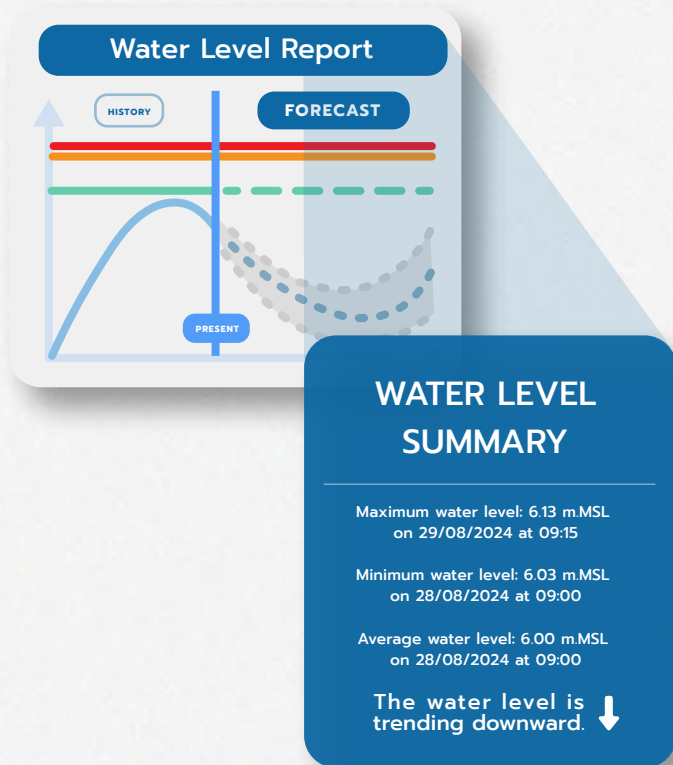 Water Level Report
HISTORY
FORECAST
PRESENT
WATER LEVEL
SUMMARY
Maximum water level: 6.13 m.MSL
on 29/08/2024 at 09:15
Minimum water level: 6.03 m.MSL
on 28/08/2024 at 09:00
Average water level: 6.00 m.MSL
on 28/08/2024 at 09:00
The water level is
trending downward.